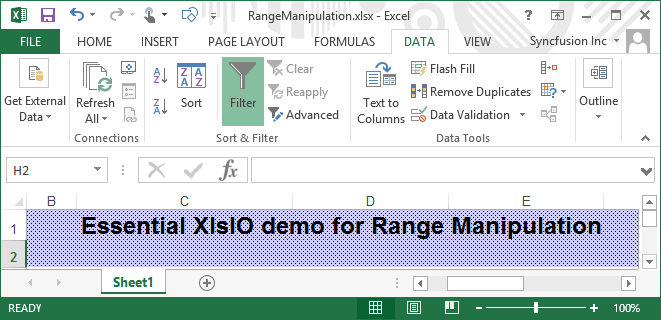 RangeManipulation.xlsx - Excel
FILE HOME INSERT PAGE LAYOUT FORMULAS DATA VIEW Syncfusion Inc
Get External Data
Refresh All
Connections
A Z
Z A
Z A A Z
Sort
Filter
Clear
Reapply
Advanced
Sort & Filter
Text to Columns
Flash Fill
Remove Duplicates
Data Validation
Data Tools
Outline
H2
fx
B C D E
1 Essential XlsIO demo for Range Manipulation
2
Sheet1
READY 100%